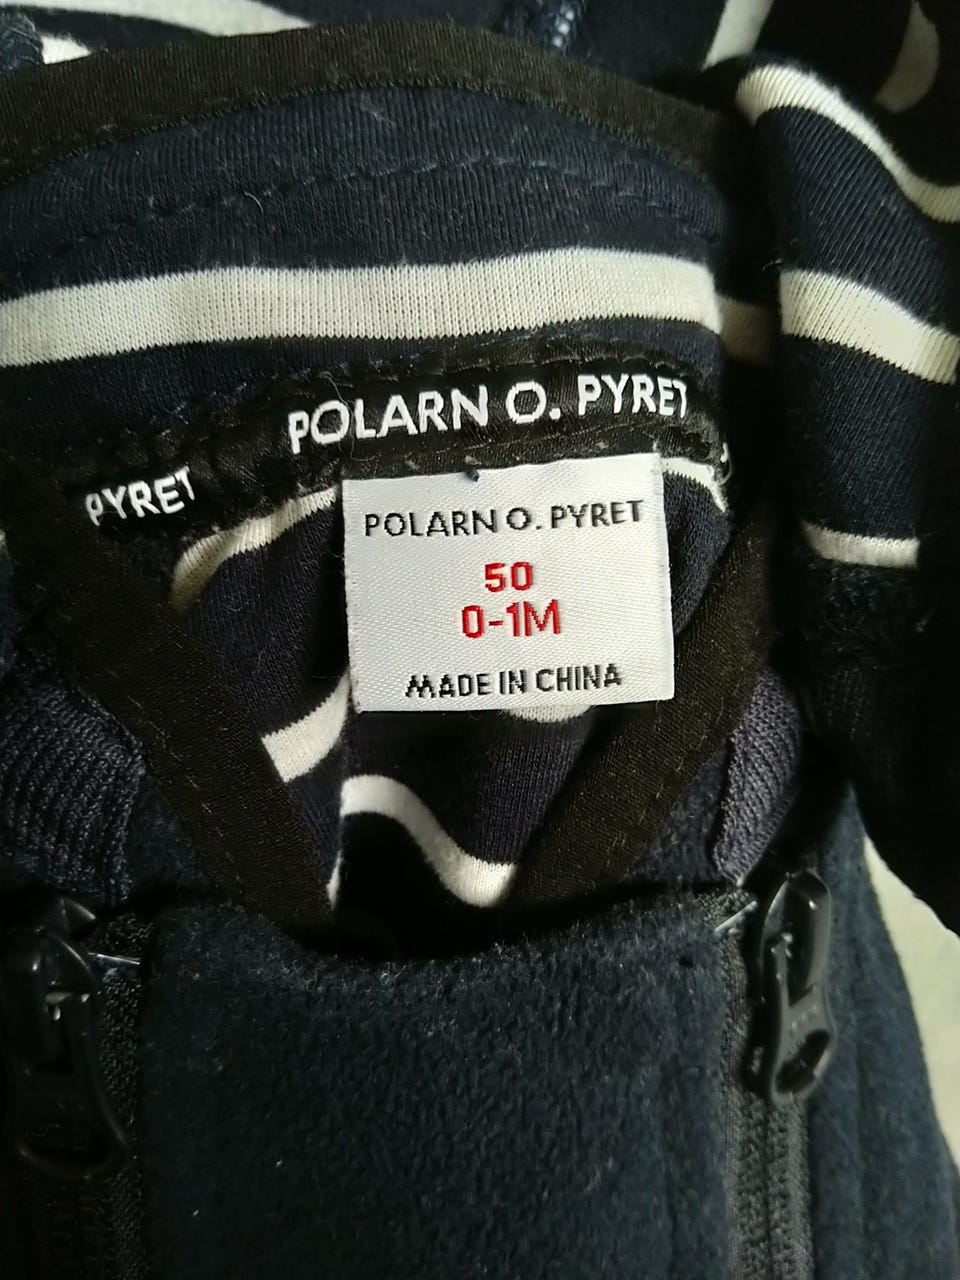 POLARN O. PYRET
PYRET
POLARN O. PYRET
50
0-1M
MADE IN CHINA